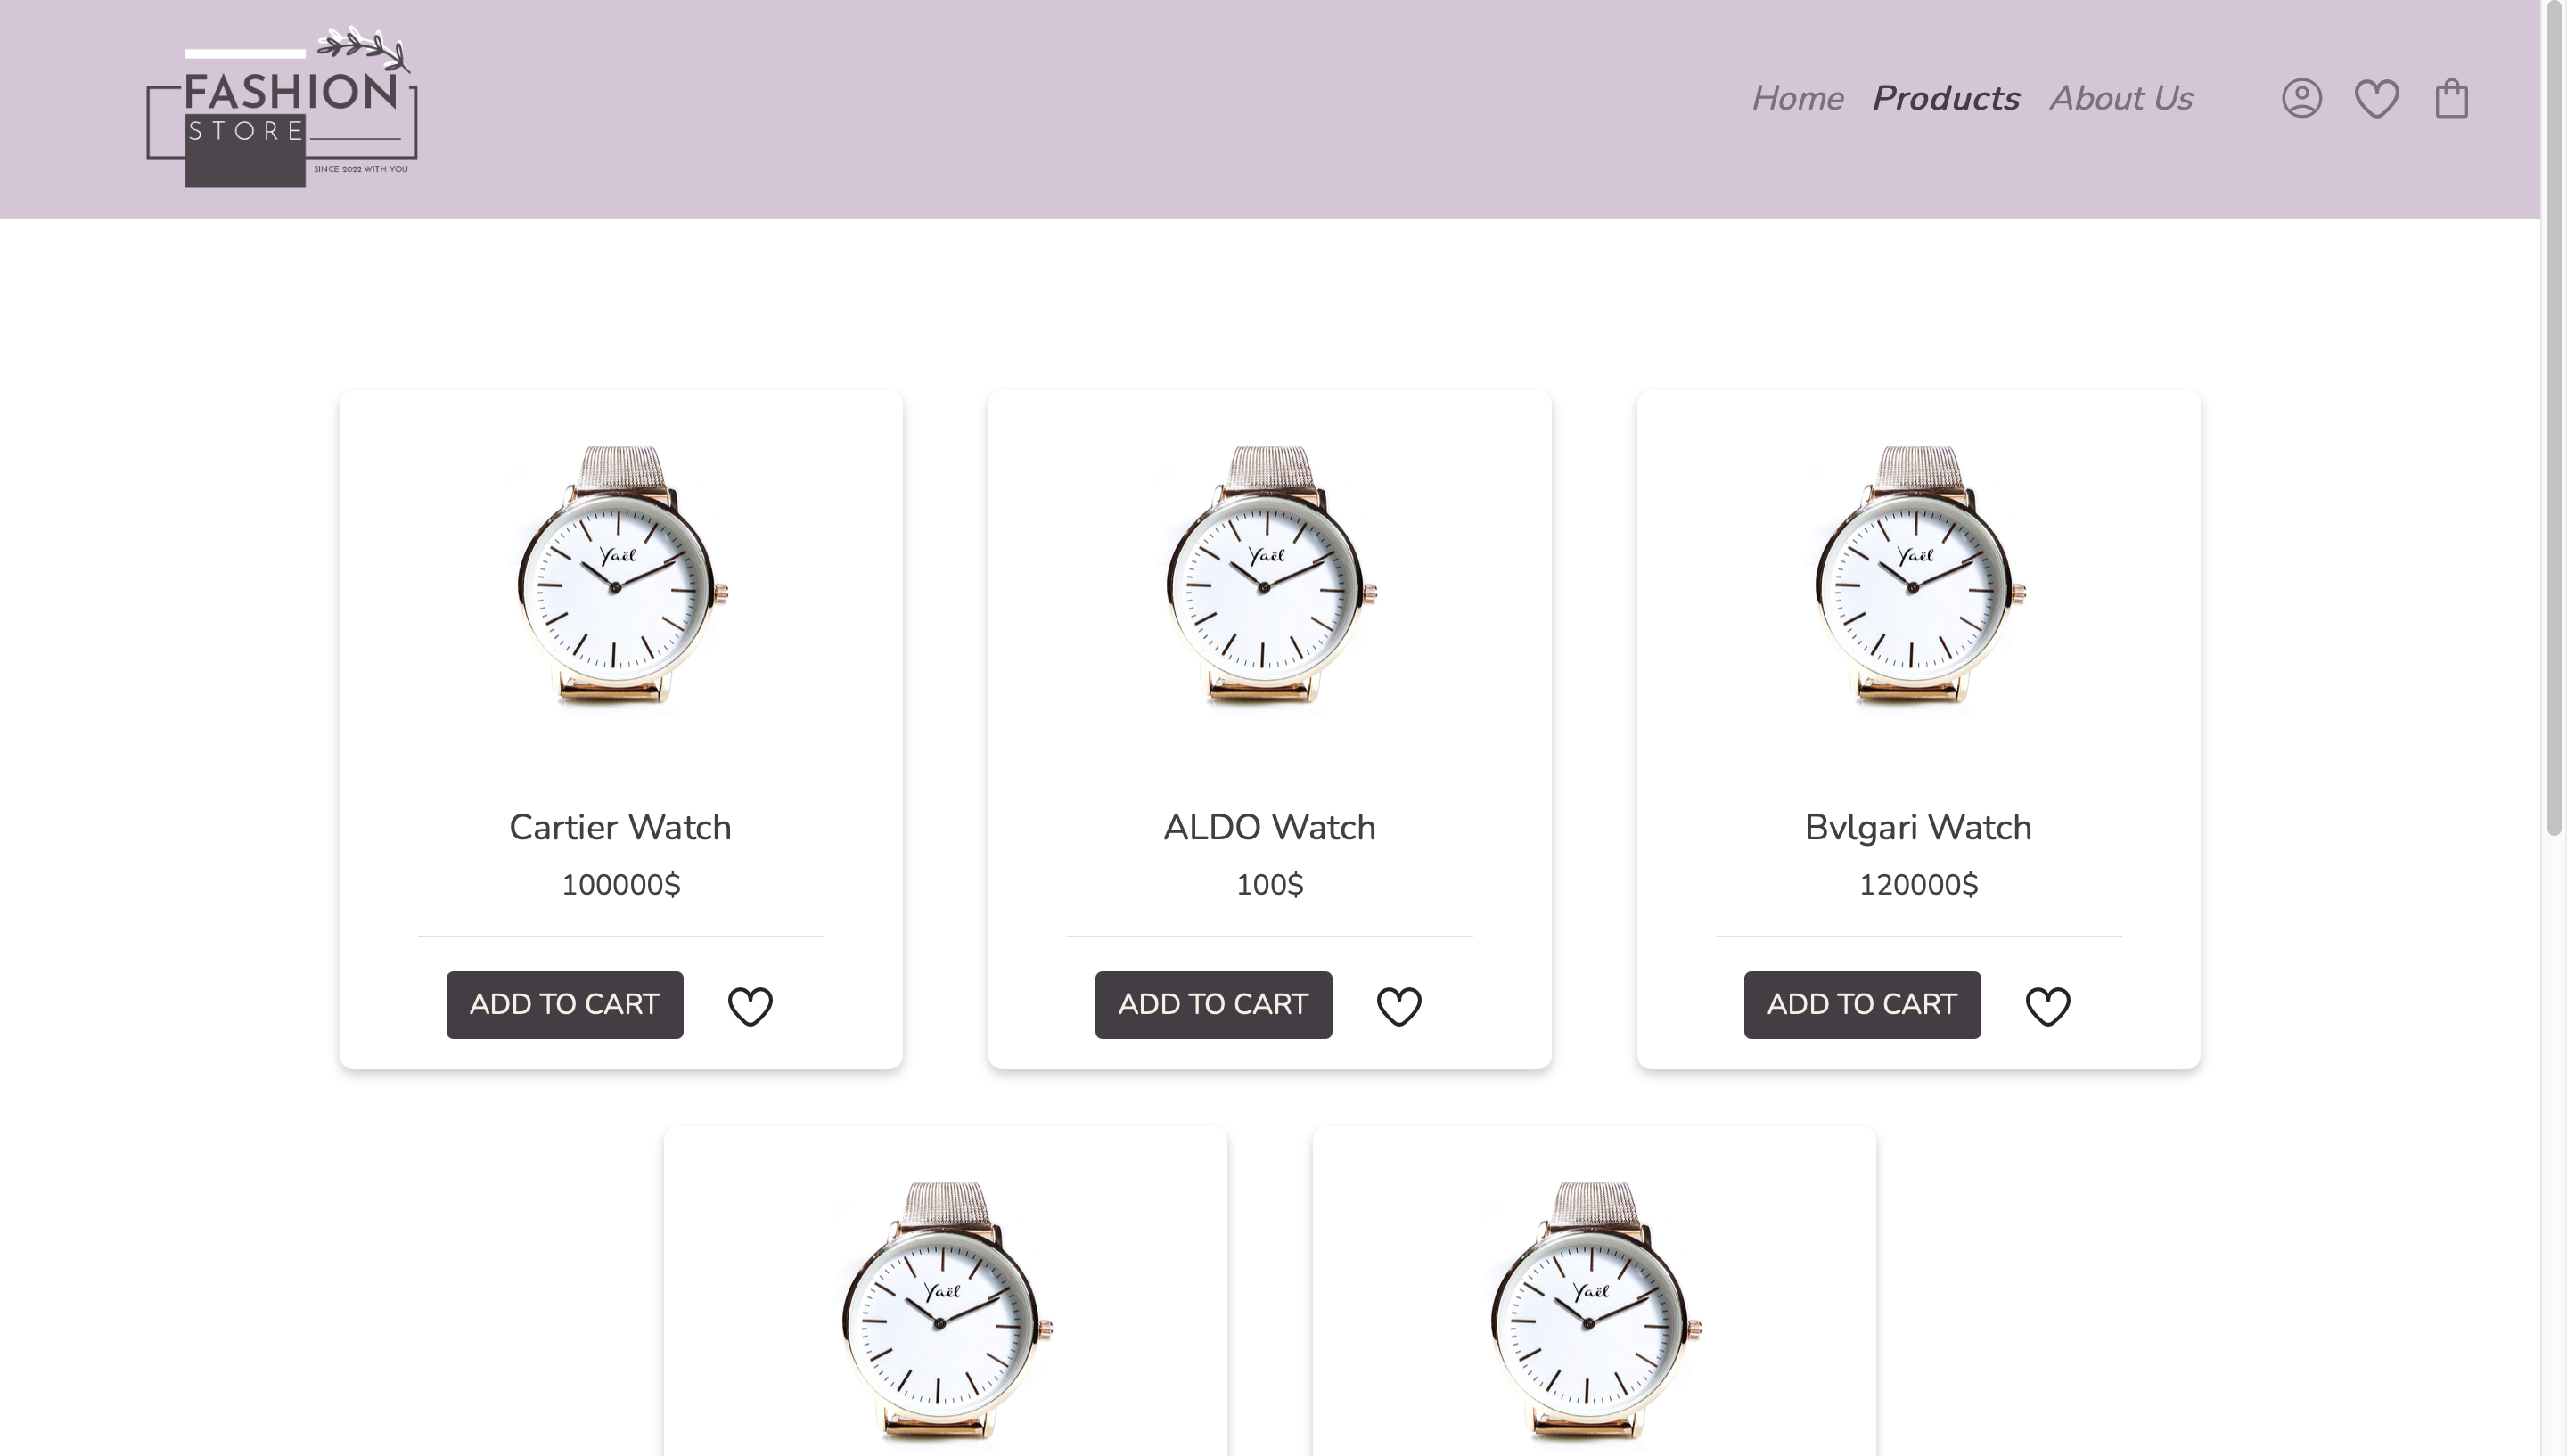 FASHION
STORE
SINCE 2022 WITH YOU
Home Products About Us
Yaël Yaël Yaël
Cartier Watch ALDO Watch Bvlgari Watch
100000$ 100$ 120000$
ADD TO CART ADD TO CART ADD TO CART
Yaël Yaël